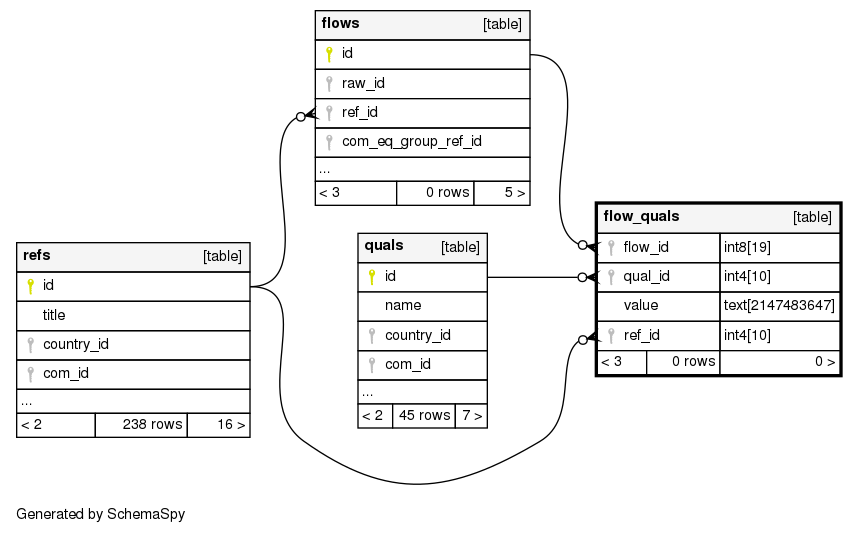 flows [table]
id
raw_id
ref_id
com_eq_group_ref_id
...
< 3 0 rows 5 >
refs [table]
id
title
country_id
com_id
...
< 2 238 rows 16 >
quals [table]
id
name
country_id
com_id
...
< 2 45 rows 7 >
flow_quals [table]
flow_id int8[19]
qual_id int4[10]
value text[2147483647]
ref_id int4[10]
< 3 0 rows 0 >
Generated by SchemaSpy